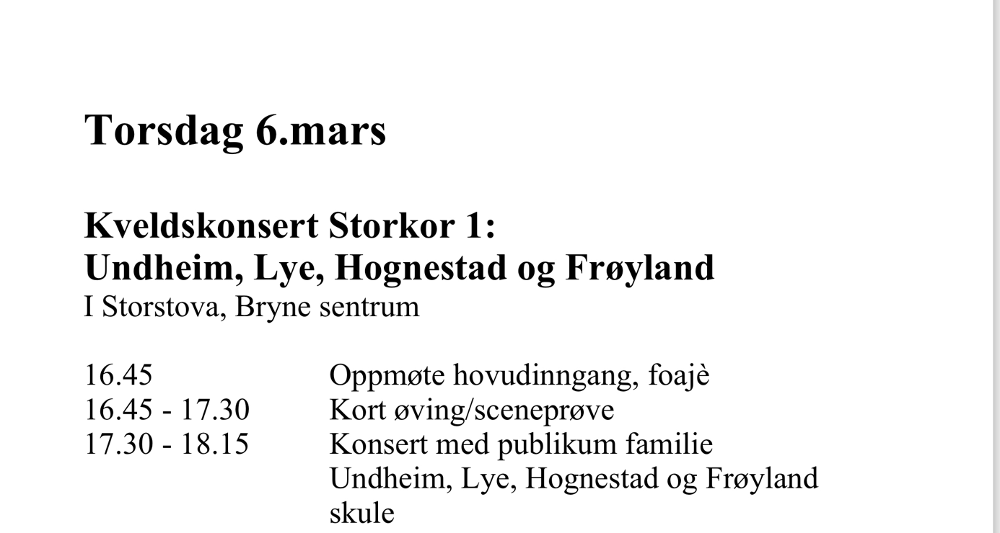 Torsdag 6.mars
Kveldskonsert Storkor 1:
Undheim, Lye, Hognestad og Frøyland
I Storstova, Bryne sentrum
16.45 Oppmøte hovudinngang, foajè
16.45 - 17.30 Kort øving/sceneprøve
17.30 - 18.15 Konsert med publikum familie
Undheim, Lye, Hognestad og Frøyland
skule